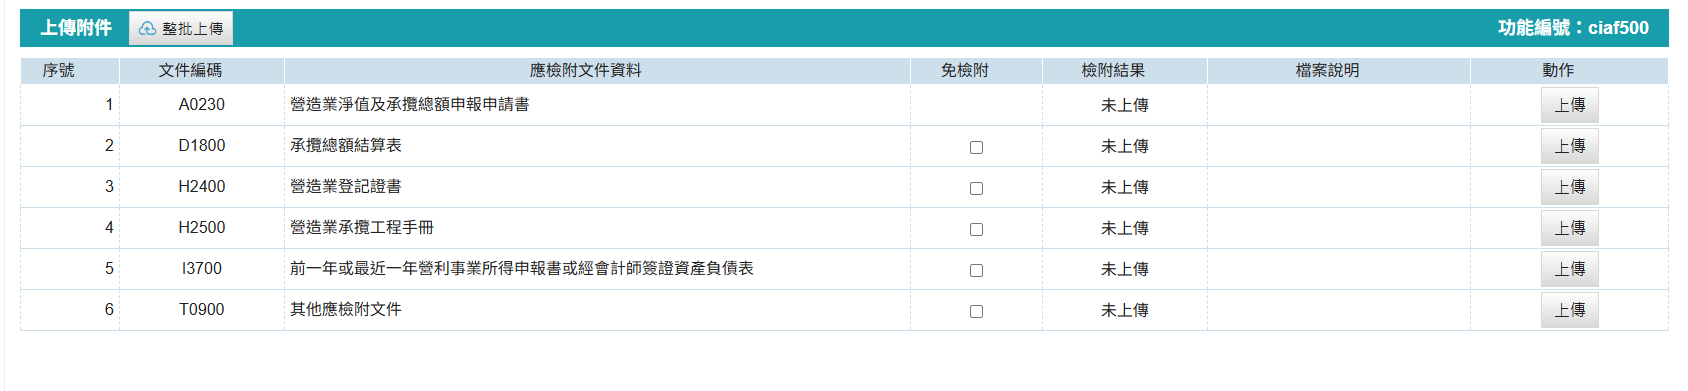 上傳附件 整批上傳 功能編號：ciaf500
序號 文件編碼 應檢附文件資料 免檢附 檢附結果 檔案說明 動作
1 A0230 營造業淨值及承攬總額申報申請書 未上傳 上傳
2 D1800 承攬總額結算表 未上傳 上傳
3 H2400 營造業登記證書 未上傳 上傳
4 H2500 營造業承攬工程手冊 未上傳 上傳
5 I3700 前一年或最近一年營利事業所得申報書或經會計師簽證資產負債表 未上傳 上傳
6 T0900 其他應檢附文件 未上傳 上傳